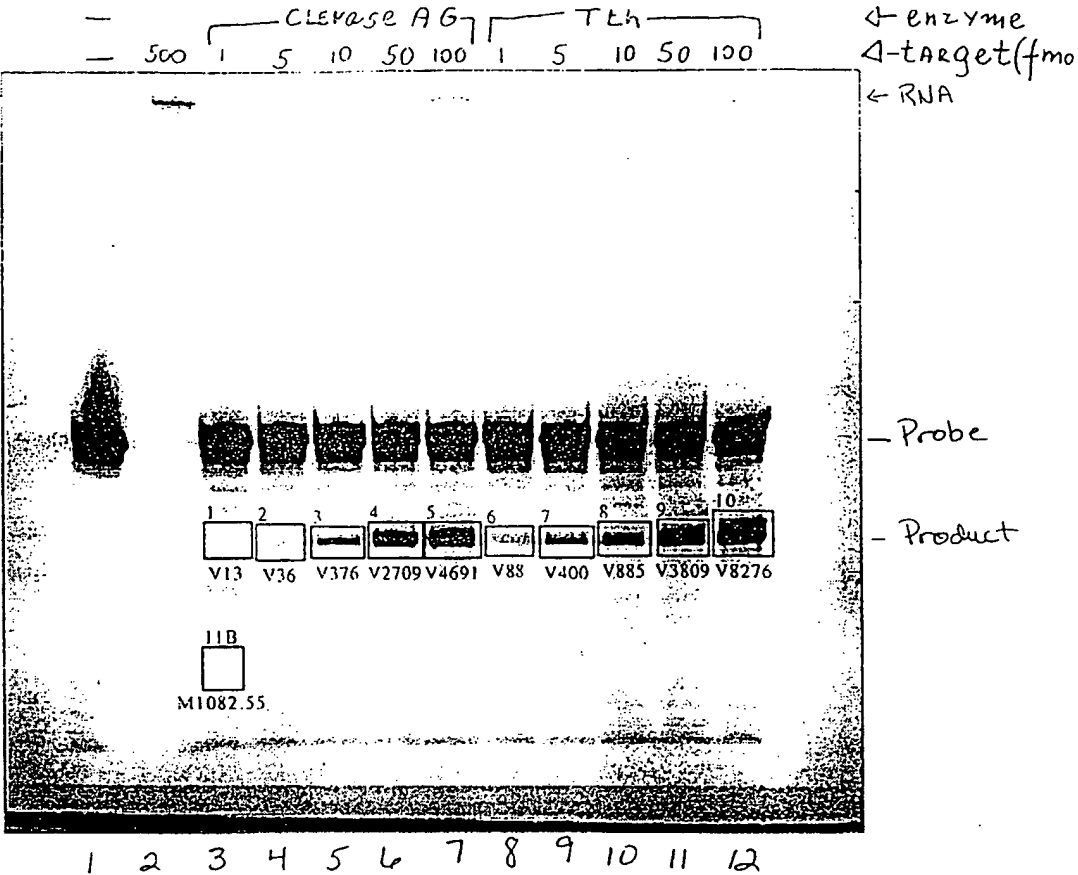 — Clevase AG Tth ◁- enzyme
— 500 1 5 10 50 100 1 5 10 50 100 ◁-target(fmo
← RNA
— Probe
1 2 3 4 5 6 7 8 9 10
- Product
V13 V36 V376 V2709 V4691 V88 V400 V885 V3809 V8276
11B
M1082.55
1 2 3 4 5 6 7 8 9 10 11 12